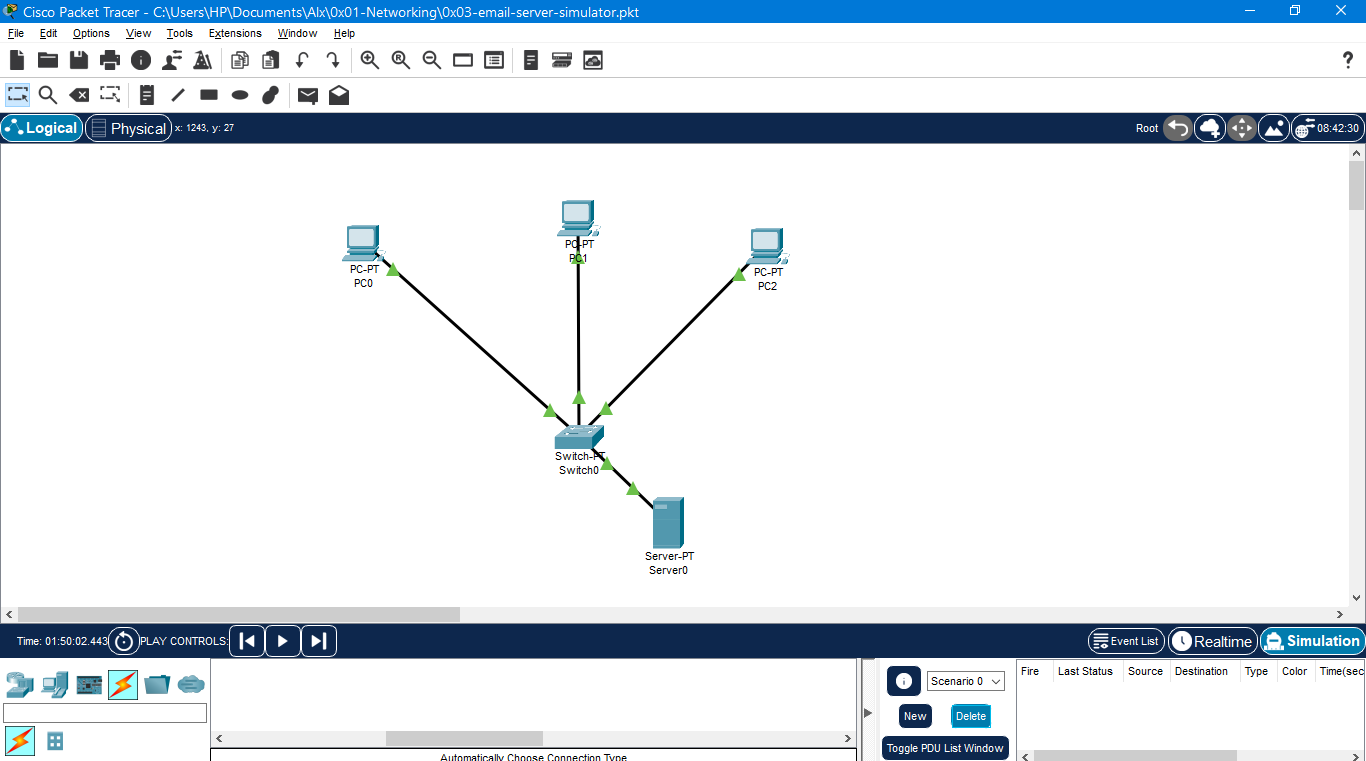 Cisco Packet Tracer - C:\Users\HP\Documents\Alx\0x01-Networking\0x03-email-server-simulator.pkt
File Edit Options View Tools Extensions Window Help
?
Logical Physical x: 1243, y: 27 Root 08:42:30
PC-PT
PC0
PC-PT
PC1
PC-PT
PC2
Switch-PT
Switch0
Server-PT
Server0
Time: 01:50:02.443 PLAY CONTROLS: Event List Realtime Simulation
Scenario 0
New Delete
Toggle PDU List Window
Fire Last Status Source Destination Type Color Time(sec
Automatically Choose Connection Type